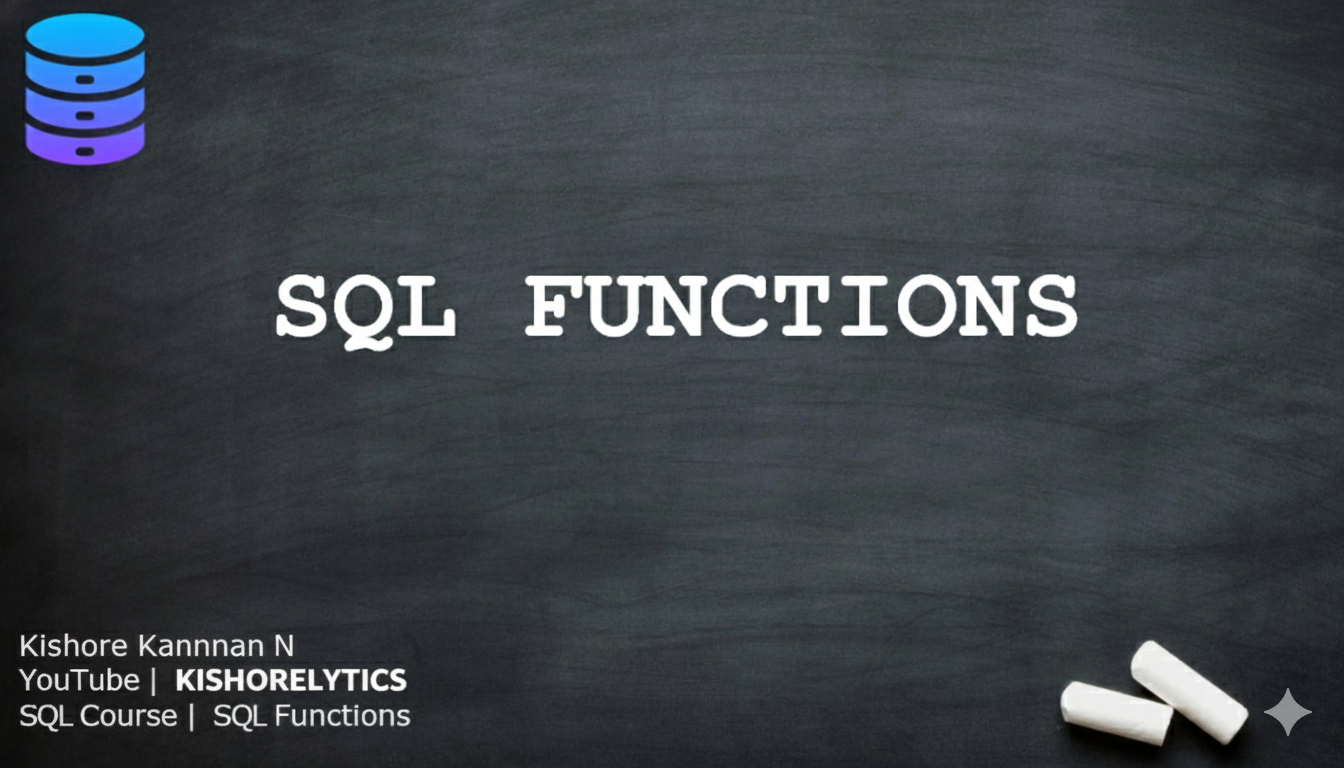 SQL FUNCTIONS
Kishore Kannnan N
YouTube | KISHORELYTICS
SQL Course | SQL Functions